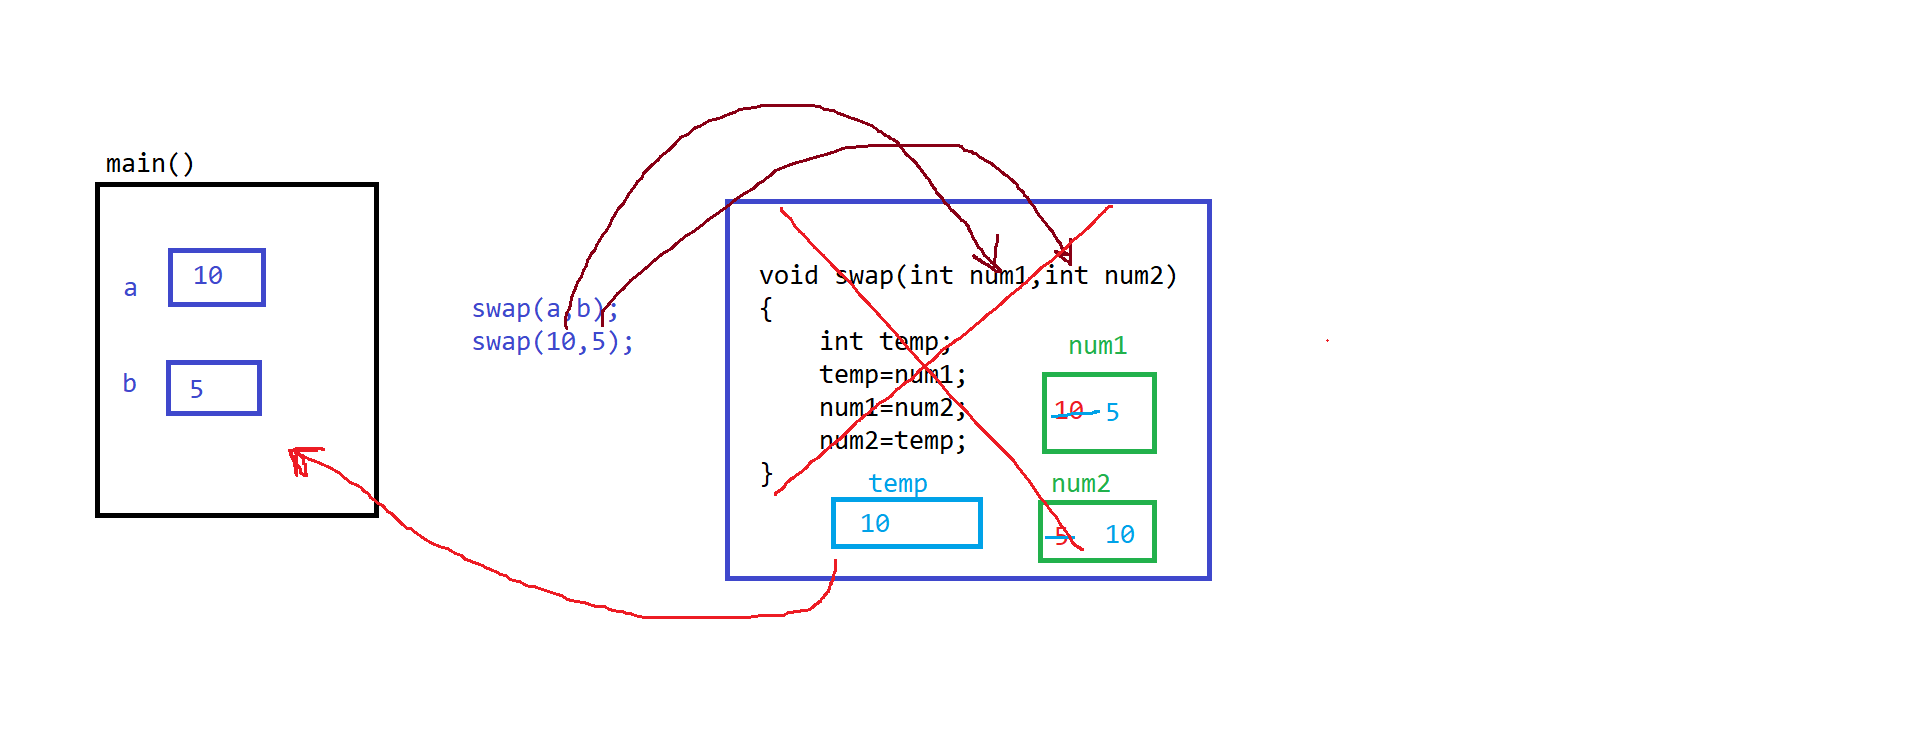 main()
a
10
b
5
swap(a,b);
swap(10,5);
void swap(int num1,int num2)
{
int temp;
temp=num1;
num1=num2;
num2=temp;
}
temp
10
num1
10 5
num2
5 10